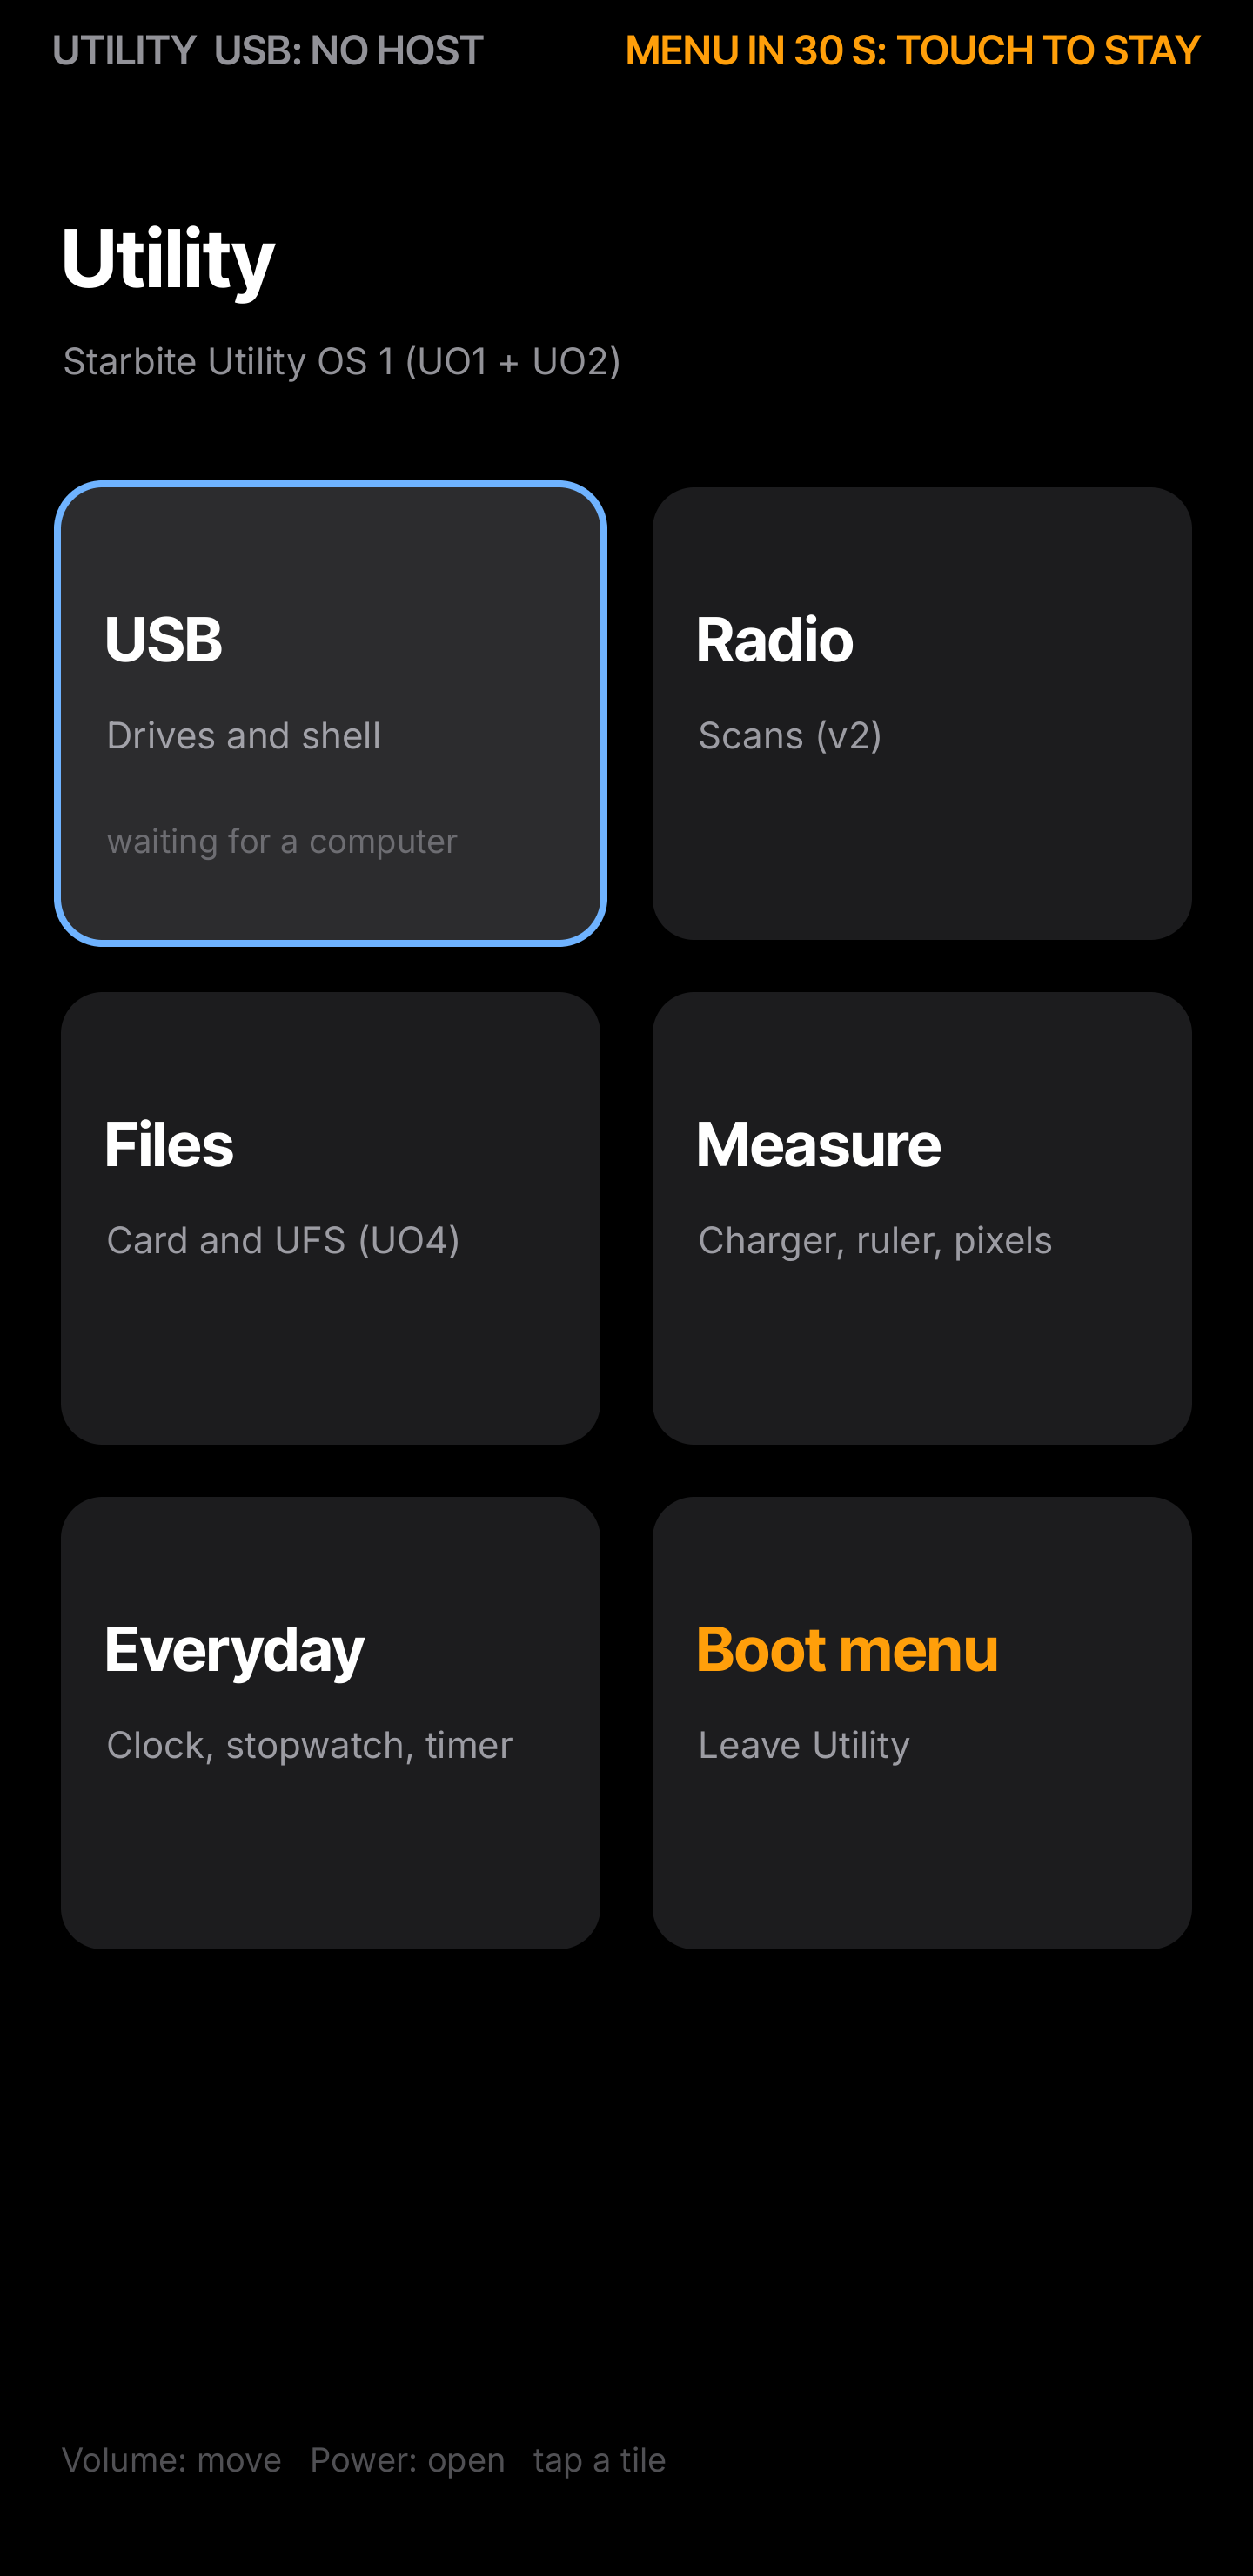 UTILITY USB: NO HOST
MENU IN 30 S: TOUCH TO STAY
Utility
Starbite Utility OS 1 (UO1 + UO2)
USB
Drives and shell
waiting for a computer
Radio
Scans (v2)
Files
Card and UFS (UO4)
Measure
Charger, ruler, pixels
Everyday
Clock, stopwatch, timer
Boot menu
Leave Utility
Volume: move Power: open tap a tile